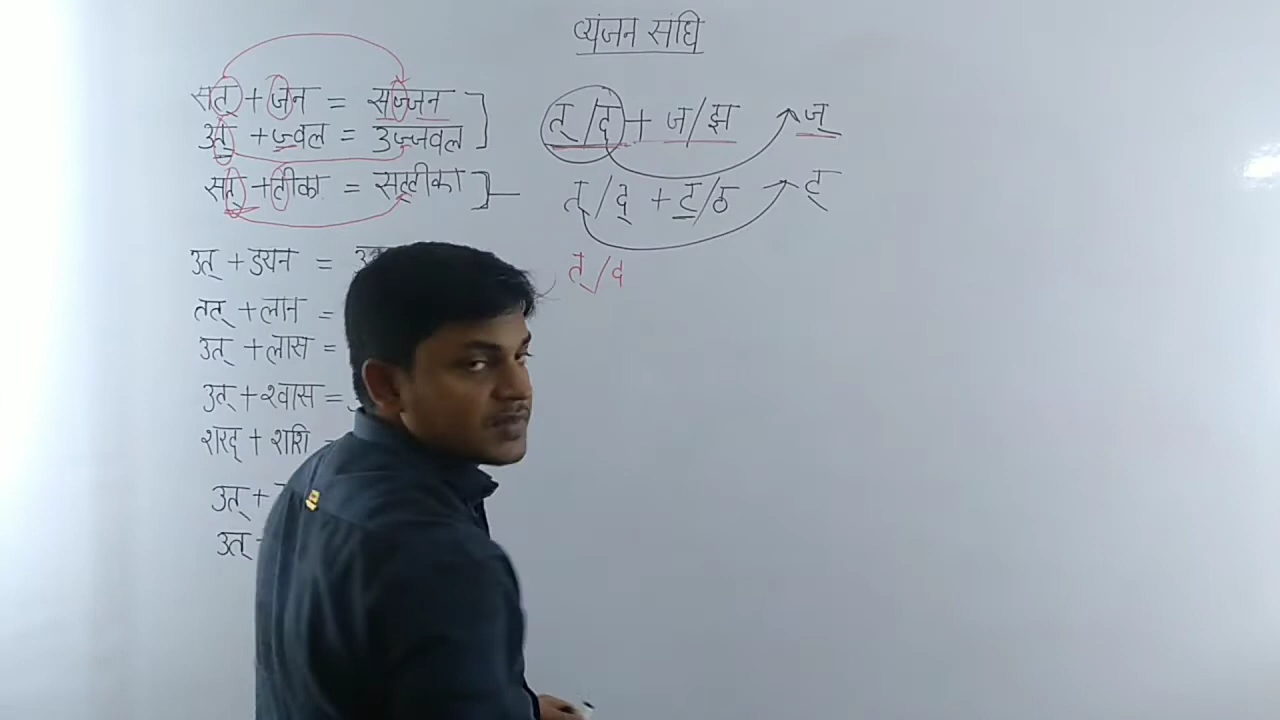 व्यंजन संधि
सत् + जन = सज्जन
उत् + ज्वल = उज्ज्वल
सत् + टीका = सट्टीका
त् / द् + ज / झ ज्
त् / द् + ट / ठ ट्
त् / द
उत् + डयन =
तत् + लान =
उत् + लास =
उत् + श्वास =
शरद् + शशि =
उत् +
उत् -